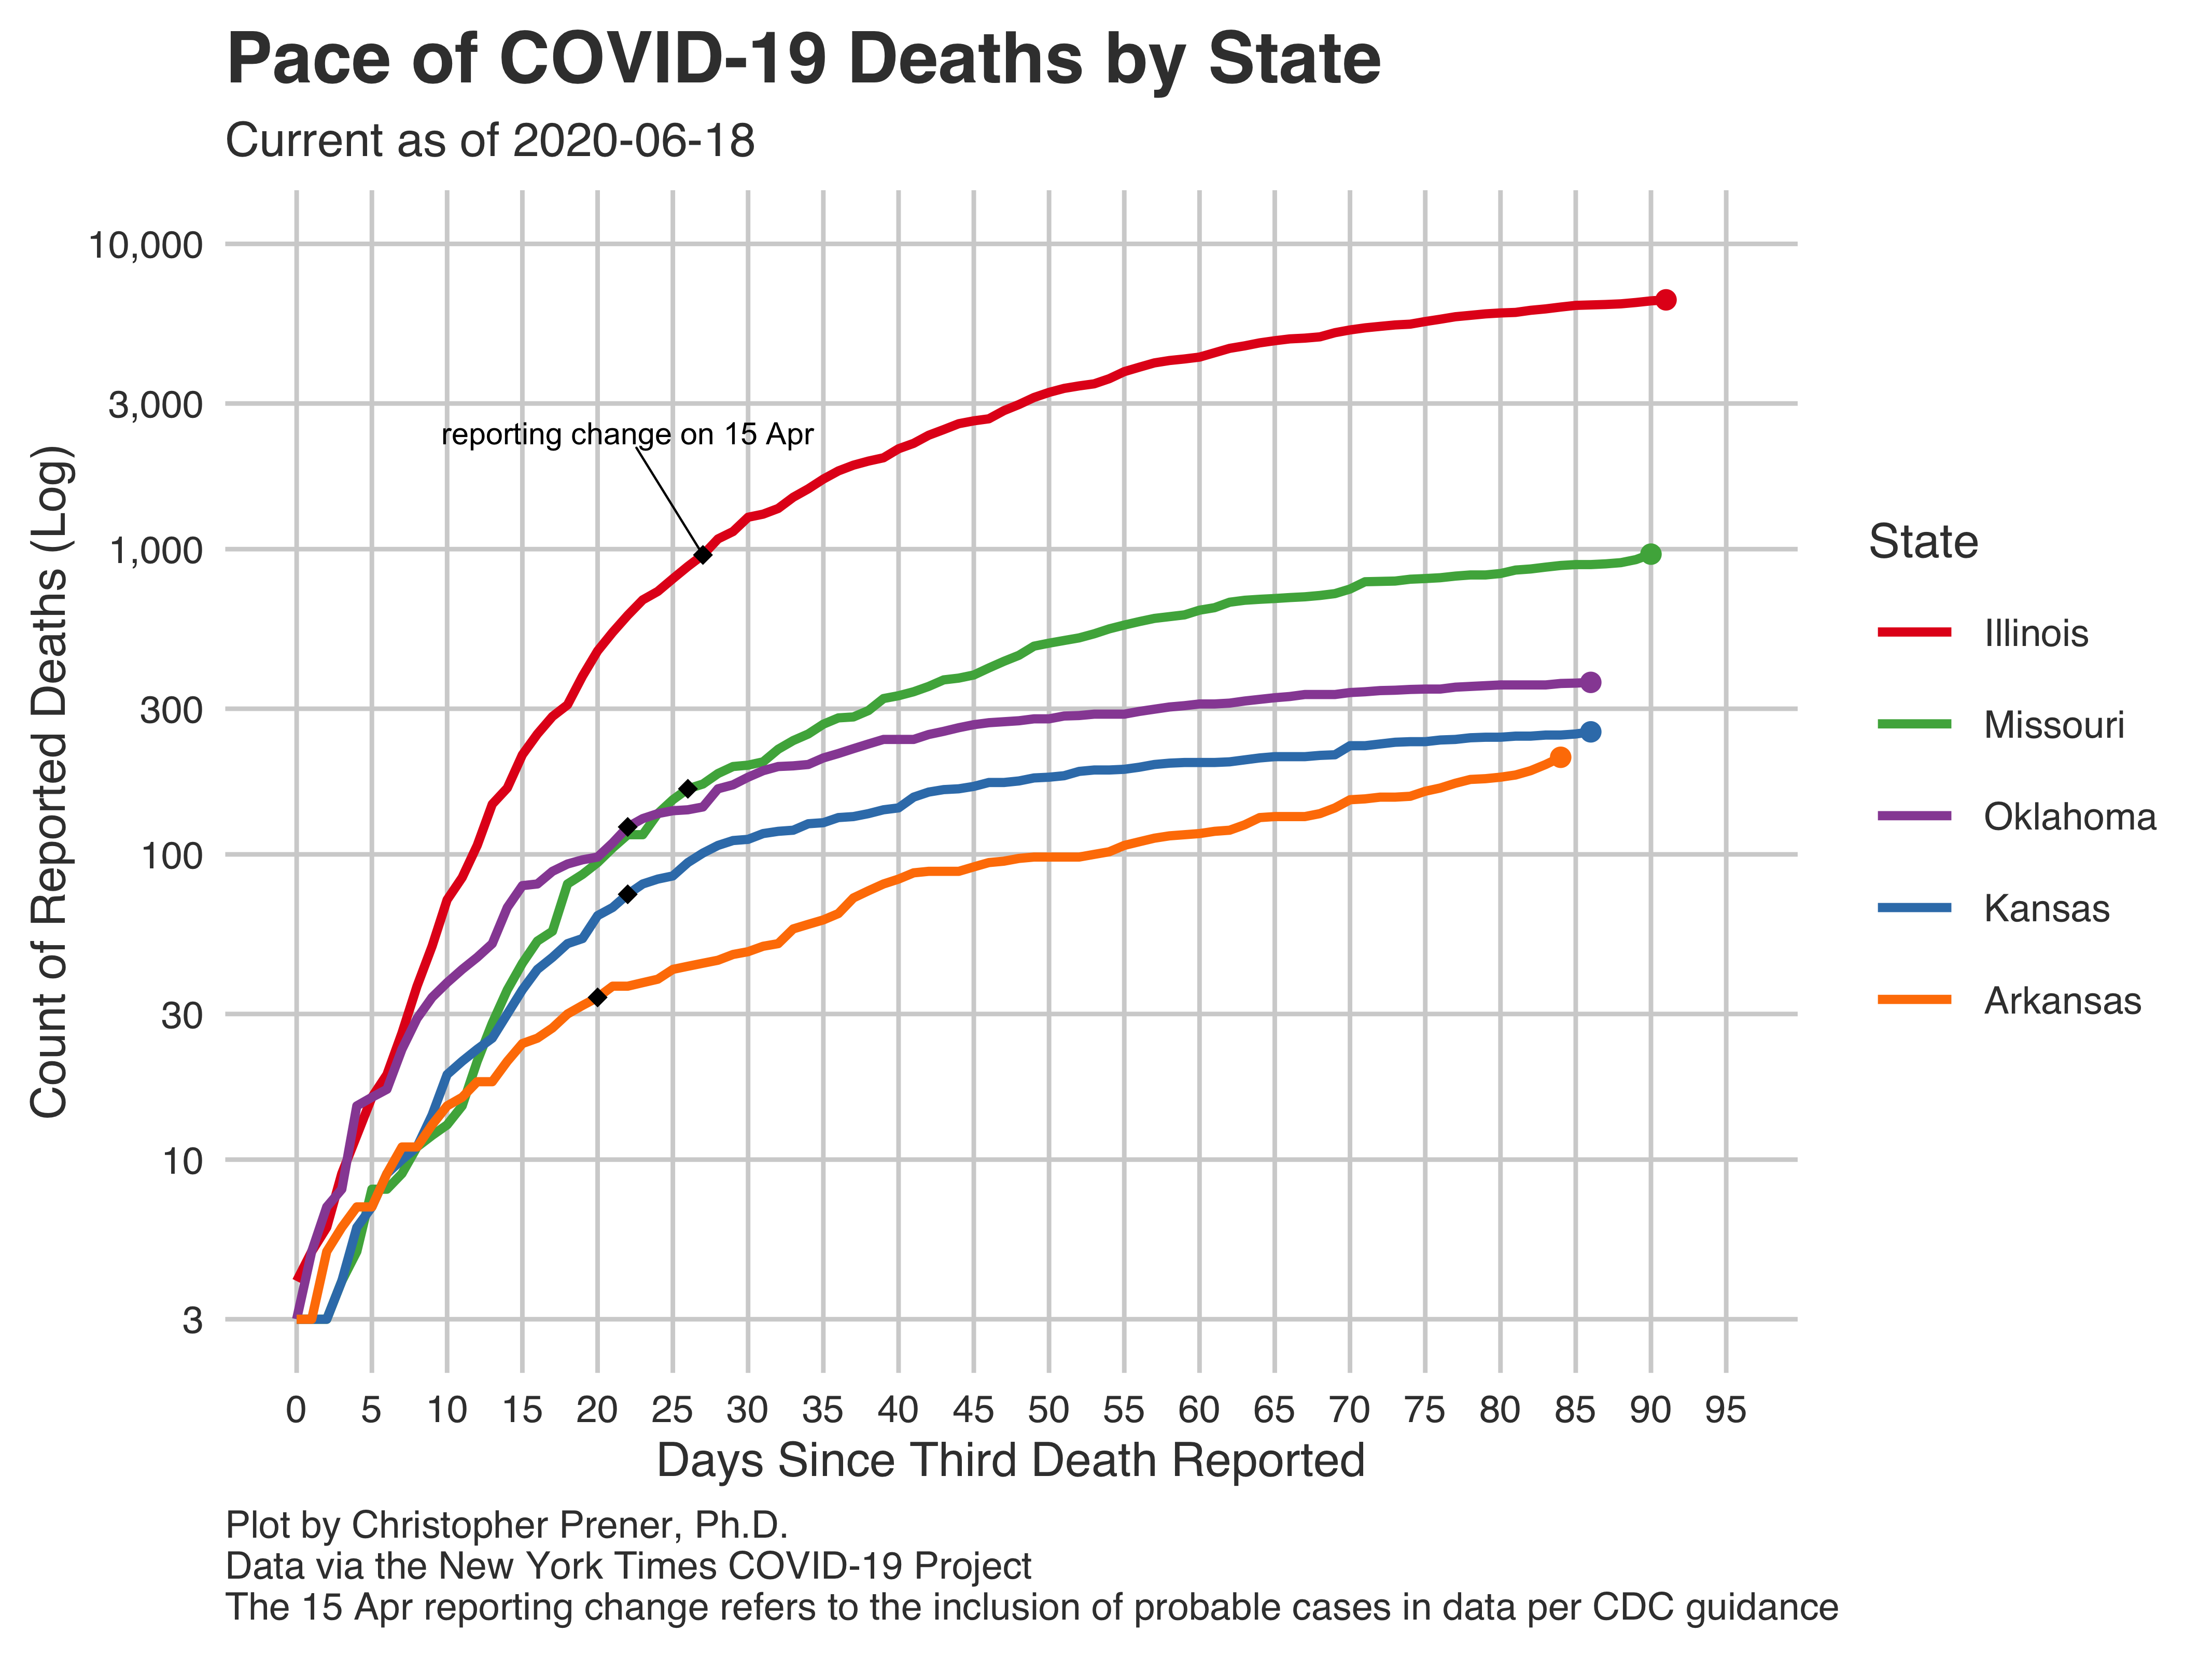 Pace of COVID-19 Deaths by State
Current as of 2020-06-18
Count of Reported Deaths (Log)
10,000
3,000
1,000
300
100
30
10
3
reporting change on 15 Apr
0 5 10 15 20 25 30 35 40 45 50 55 60 65 70 75 80 85 90 95
Days Since Third Death Reported
State
Illinois
Missouri
Oklahoma
Kansas
Arkansas
Plot by Christopher Prener, Ph.D.
Data via the New York Times COVID-19 Project
The 15 Apr reporting change refers to the inclusion of probable cases in data per CDC guidance